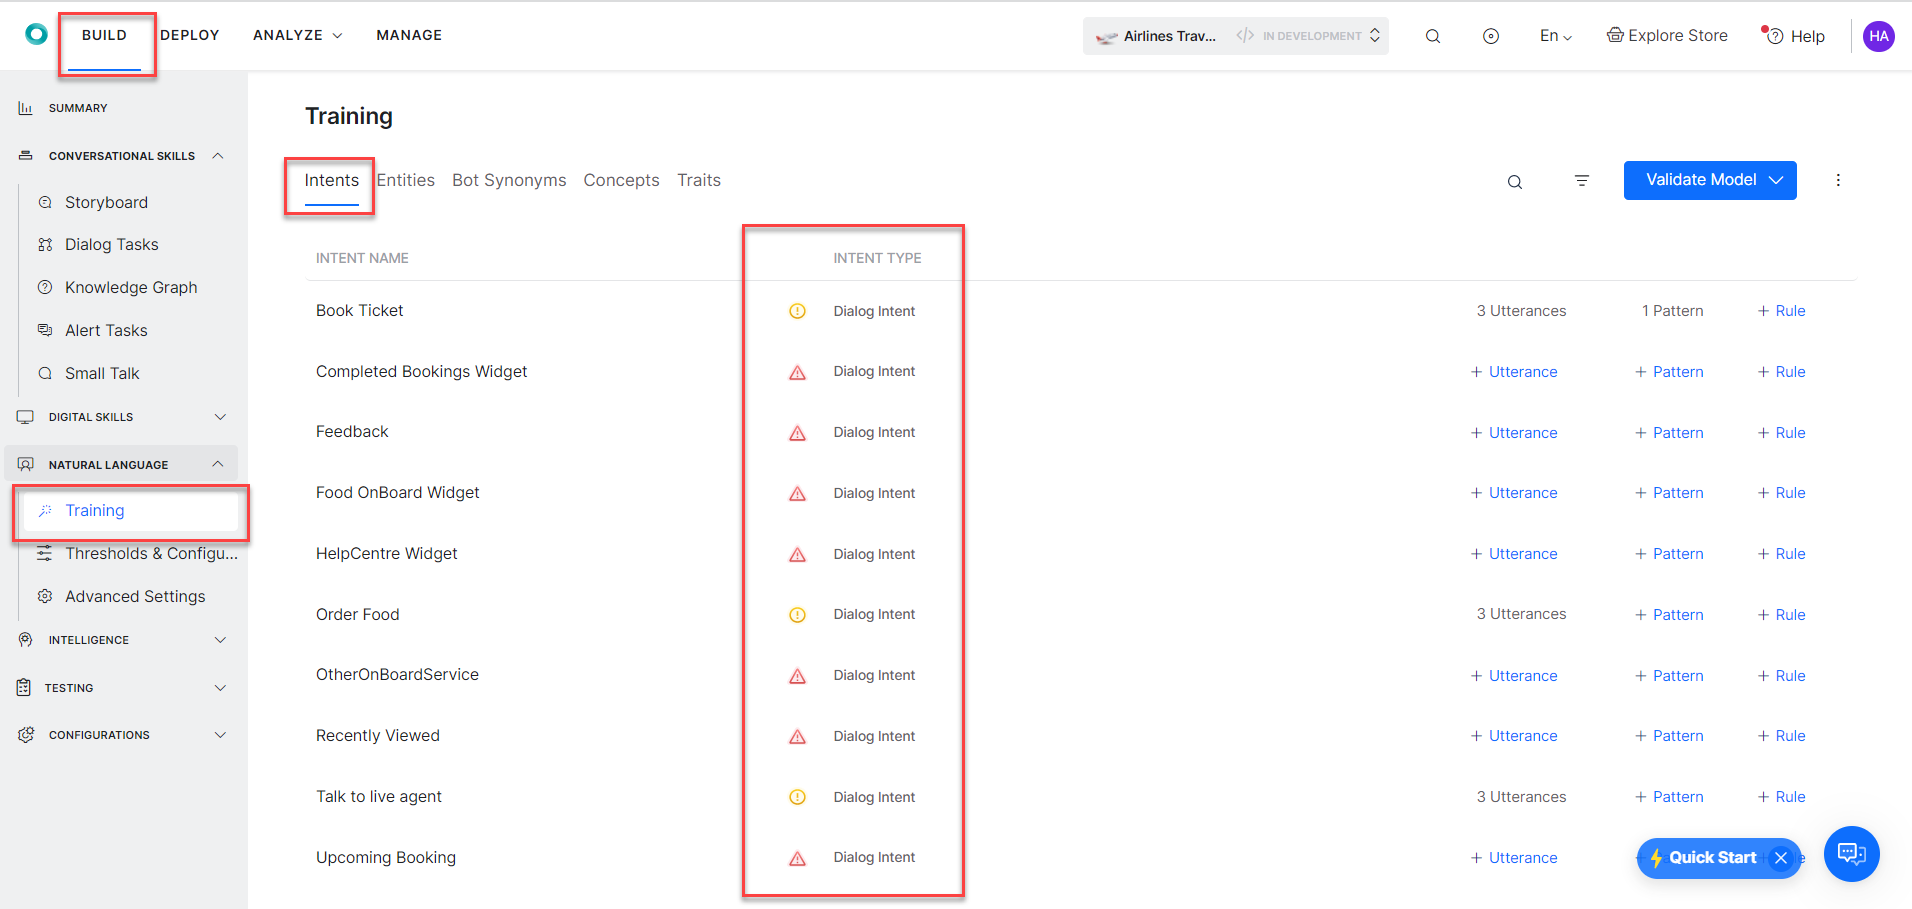 BUILD DEPLOY ANALYZE MANAGE Airlines Trav... </> IN DEVELOPMENT En Explore Store Help HA
SUMMARY
CONVERSATIONAL SKILLS
Storyboard
Dialog Tasks
Knowledge Graph
Alert Tasks
Small Talk
DIGITAL SKILLS
NATURAL LANGUAGE
Training
Thresholds & Configu...
Advanced Settings
INTELLIGENCE
TESTING
CONFIGURATIONS
Training
Intents Entities Bot Synonyms Concepts Traits Validate Model
INTENT NAME INTENT TYPE
Book Ticket Dialog Intent 3 Utterances 1 Pattern + Rule
Completed Bookings Widget Dialog Intent + Utterance + Pattern + Rule
Feedback Dialog Intent + Utterance + Pattern + Rule
Food OnBoard Widget Dialog Intent + Utterance + Pattern + Rule
HelpCentre Widget Dialog Intent + Utterance + Pattern + Rule
Order Food Dialog Intent 3 Utterances + Pattern + Rule
OtherOnBoardService Dialog Intent + Utterance + Pattern + Rule
Recently Viewed Dialog Intent + Utterance + Pattern + Rule
Talk to live agent Dialog Intent 3 Utterances + Pattern + Rule
Upcoming Booking Dialog Intent + Utterance Quick Start